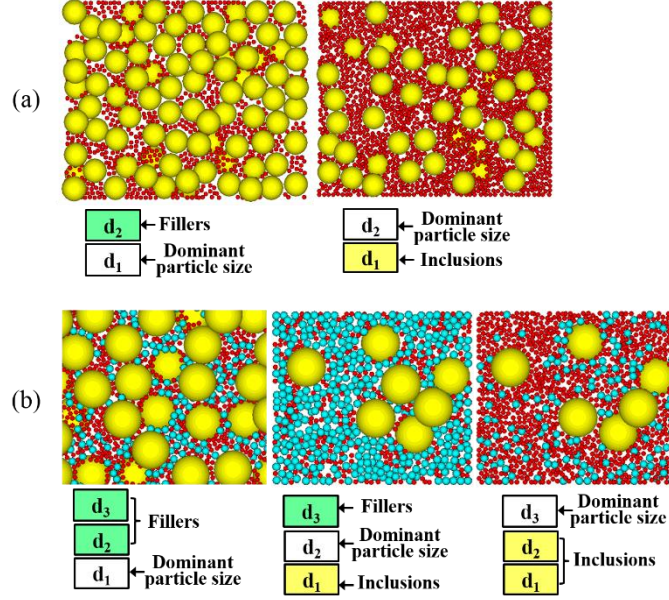 (a)
d2 Fillers
d1 Dominant
particle size
d2 Dominant
particle size
d1 Inclusions
(b)
d3
d2 Fillers
d1 Dominant
particle size
d3 Fillers
d2 Dominant
particle size
d1 Inclusions
d3 Dominant
particle size
d2
d1 Inclusions